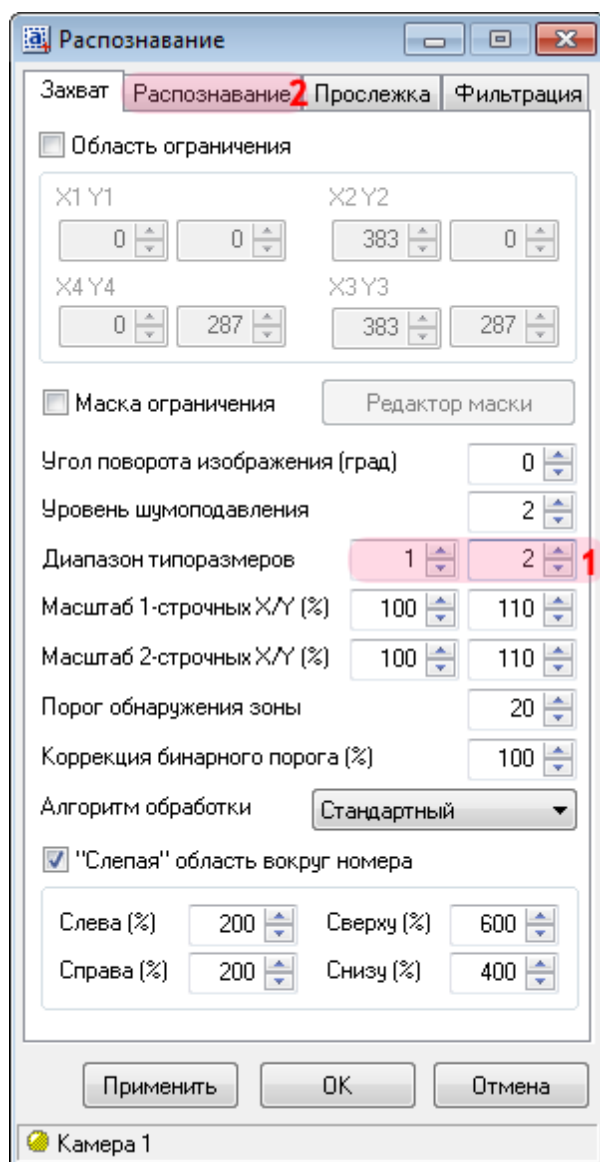 Распознавание
Захват Распознавание 2 Прослежка Фильтрация
Область ограничения
X1 Y1 X2 Y2
0 0 383 0
X4 Y4 X3 Y3
0 287 383 287
Маска ограничения Редактор маски
Угол поворота изображения (град) 0
Уровень шумоподавления 2
Диапазон типоразмеров 1 2 1
Масштаб 1-строчных X/Y (%) 100 110
Масштаб 2-строчных X/Y (%) 100 110
Порог обнаружения зоны 20
Коррекция бинарного порога (%) 100
Алгоритм обработки Стандартный
"Слепая" область вокруг номера
Слева (%) 200 Сверху (%) 600
Справа (%) 200 Снизу (%) 400
Применить OK Отмена
Камера 1